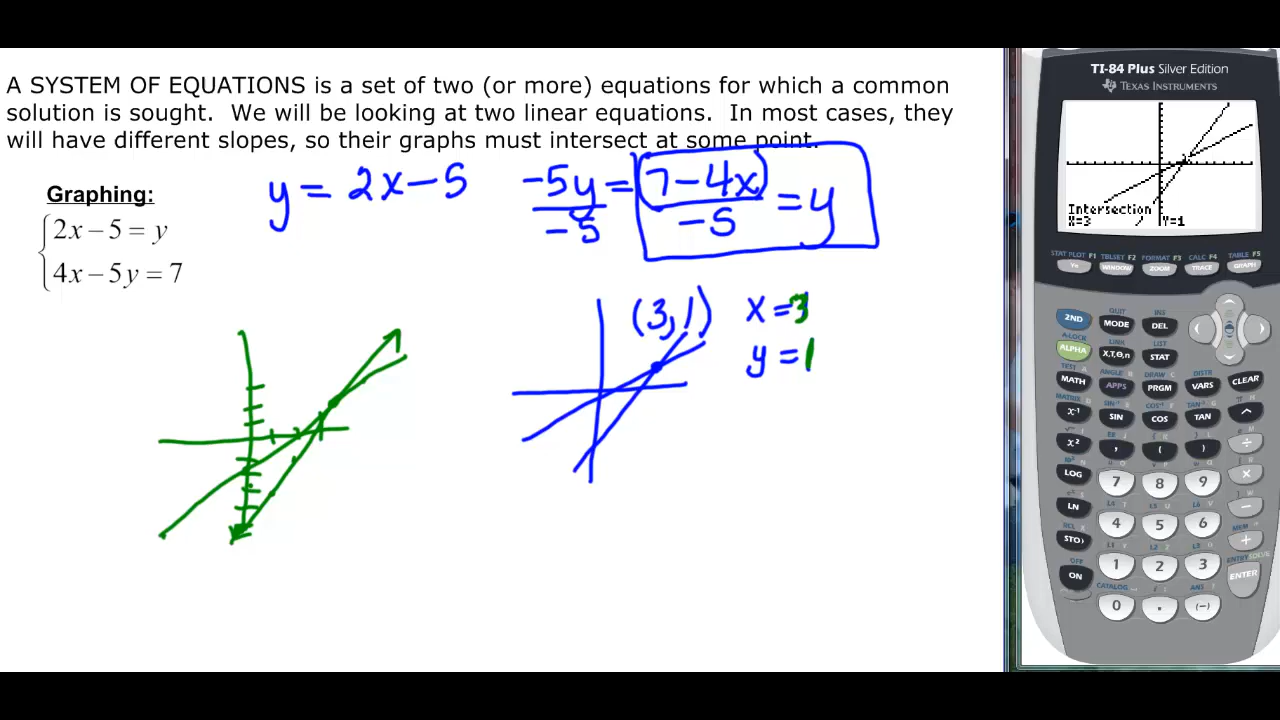 A SYSTEM OF EQUATIONS is a set of two (or more) equations for which a common
solution is sought. We will be looking at two linear equations. In most cases, they
will have different slopes, so their graphs must intersect at some point.
Graphing:
2x – 5 = y
4x – 5y = 7
y = 2x – 5
-5y/-5 = (7 – 4x)/-5 = y
(3, 1)
x = 3
y = 1
TI-84 Plus Silver Edition
TEXAS INSTRUMENTS
Intersection
X=3 Y=1
STAT PLOT F1 TBLSET F2 FORMAT F3 CALC F4 TABLE F5
Y= WINDOW ZOOM TRACE GRAPH
QUIT INS
2ND MODE DEL
A-LOCK LINK LIST
ALPHA X,T,Θ,n STAT
TEST A ANGLE B DRAW C DISTR
MATH APPS PRGM VARS CLEAR
x⁻¹ SIN COS TAN ^
x² , ( ) ÷
LOG 7 8 9 ×
LN 4 5 6 −
STO› 1 2 3 +
OFF CATALOG ANS
ON 0 . (–) ENTER